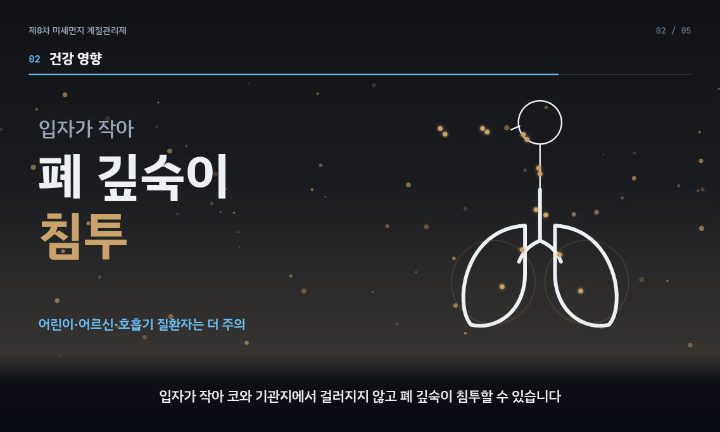 제8차 미세먼지 계절관리제
02 / 05
02 건강 영향
입자가 작아
폐 깊숙이
침투
어린이·어르신·호흡기 질환자는 더 주의
입자가 작아 코와 기관지에서 걸러지지 않고 폐 깊숙이 침투할 수 있습니다